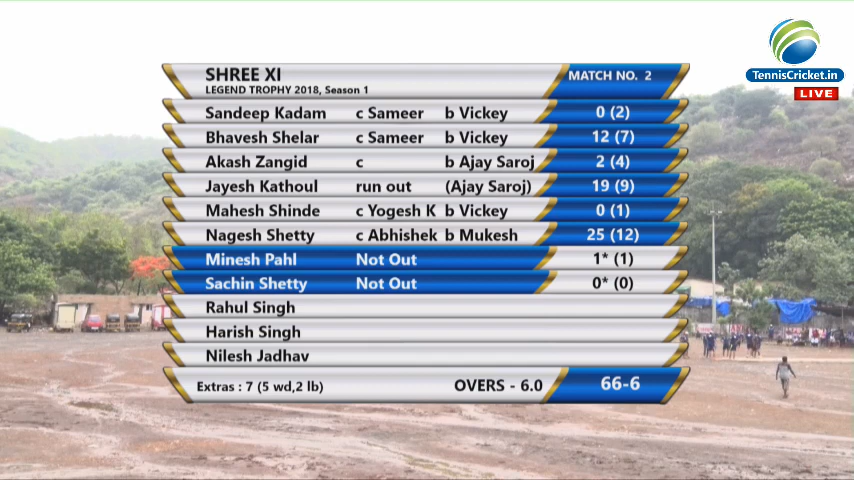 SHREE XI MATCH NO. 2
LEGEND TROPHY 2018, Season 1
TennisCricket.in
LIVE
Sandeep Kadam c Sameer b Vickey 0 (2)
Bhavesh Shelar c Sameer b Vickey 12 (7)
Akash Zangid c b Ajay Saroj 2 (4)
Jayesh Kathoul run out (Ajay Saroj) 19 (9)
Mahesh Shinde c Yogesh K b Vickey 0 (1)
Nagesh Shetty c Abhishek b Mukesh 25 (12)
Minesh Pahl Not Out 1* (1)
Sachin Shetty Not Out 0* (0)
Rahul Singh
Harish Singh
Nilesh Jadhav
Extras : 7 (5 wd,2 lb) OVERS - 6.0 66-6